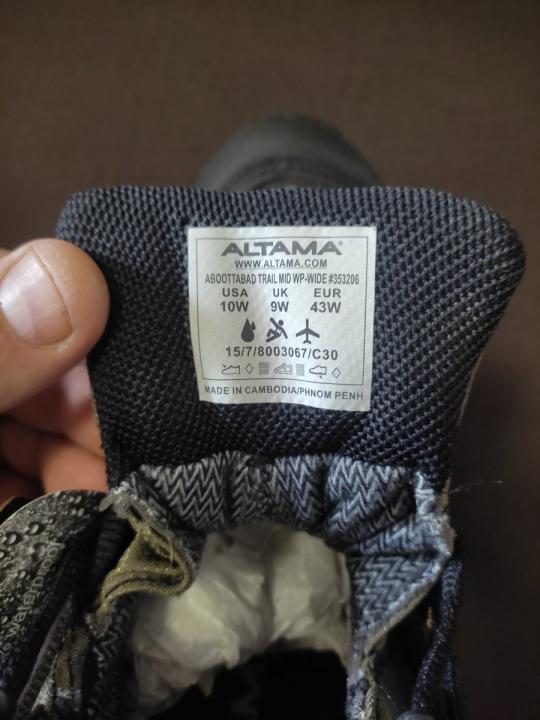 ALTAMA®
WWW.ALTAMA.COM
ABOOTTABAD TRAIL MID WP-WIDE #353206
USA UK EUR
10W 9W 43W
15/7/8003067/C30
MADE IN CAMBODIA/PHNOM PENH
waterproof